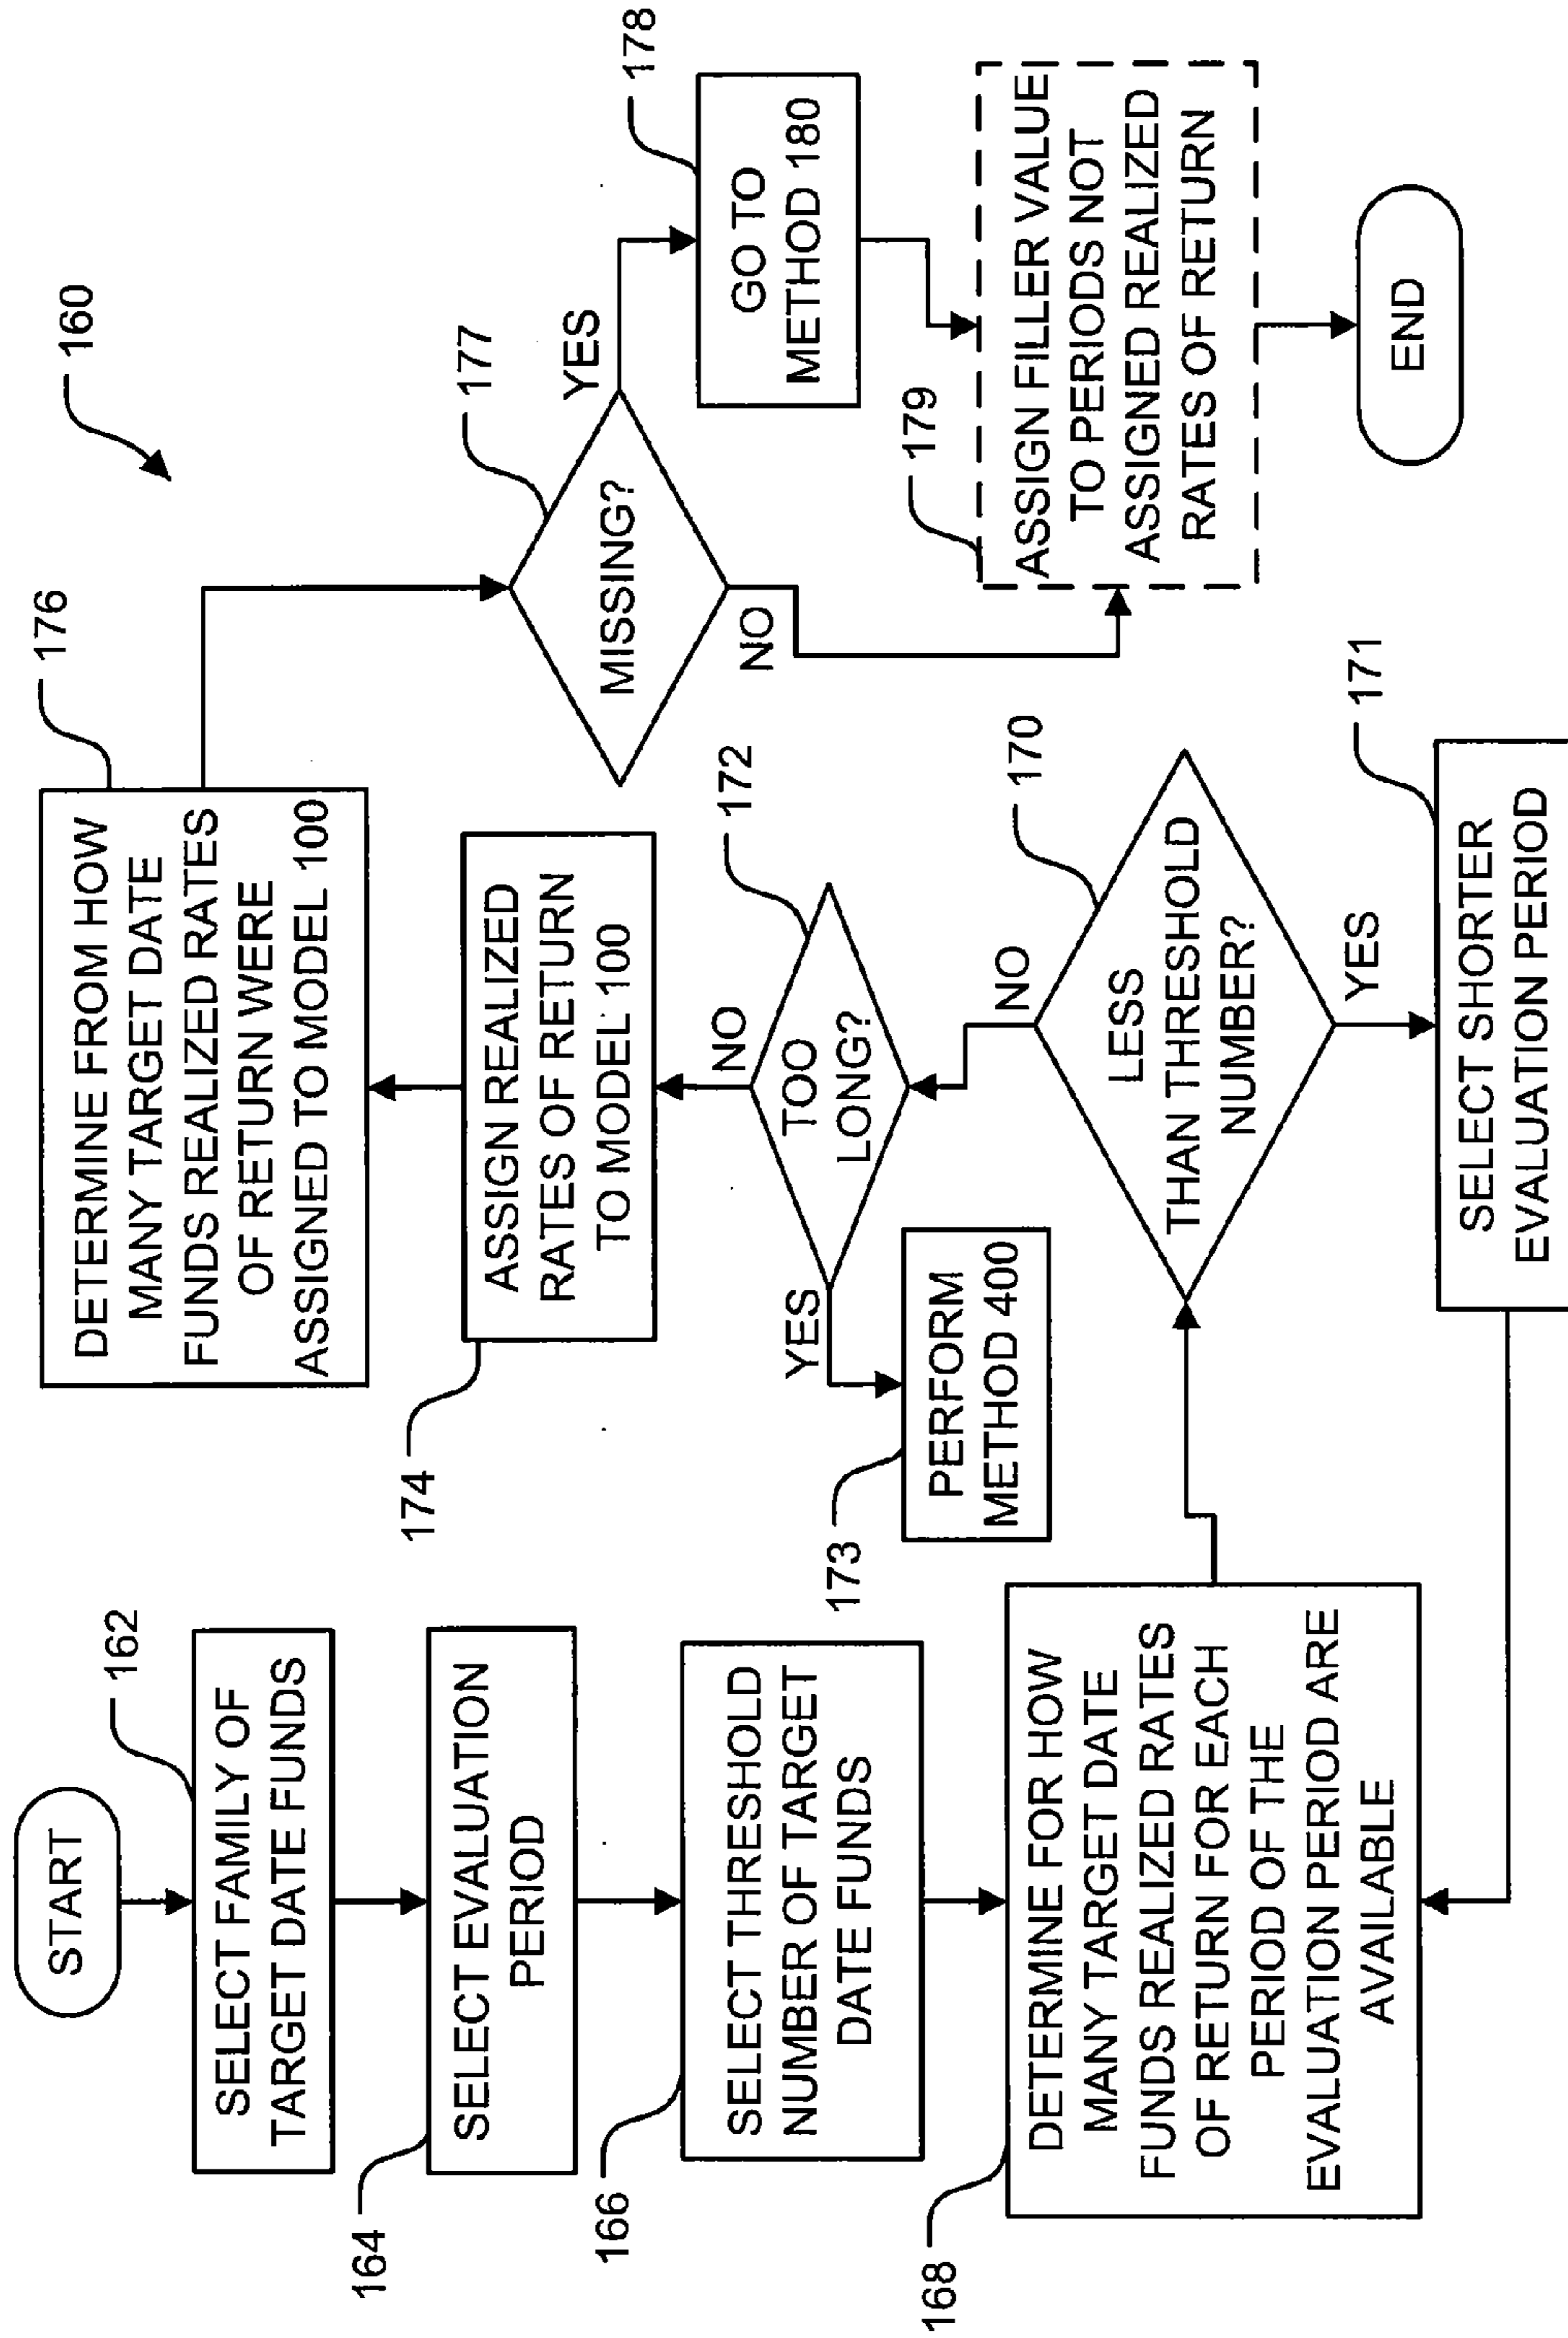 160
START
162
SELECT FAMILY OF
TARGET DATE FUNDS
164
SELECT EVALUATION
PERIOD
166
SELECT THRESHOLD
NUMBER OF TARGET
DATE FUNDS
168
DETERMINE FOR HOW
MANY TARGET DATE
FUNDS REALIZED RATES
OF RETURN FOR EACH
PERIOD OF THE
EVALUATION PERIOD ARE
AVAILABLE
176
DETERMINE FROM HOW
MANY TARGET DATE
FUNDS REALIZED RATES
OF RETURN WERE
ASSIGNED TO MODEL 100
174
ASSIGN REALIZED
RATES OF RETURN
TO MODEL 100
NO
172
TOO
LONG?
YES
173
PERFORM
METHOD 400
NO
170
LESS
THAN THRESHOLD
NUMBER?
YES
171
SELECT SHORTER
EVALUATION PERIOD
177
MISSING?
YES
NO
178
GO TO
METHOD 180
179
ASSIGN FILLER VALUE
TO PERIODS NOT
ASSIGNED REALIZED
RATES OF RETURN
END